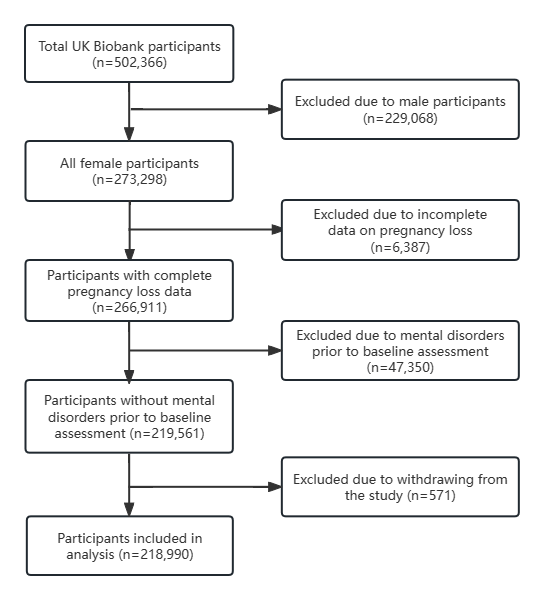 Total UK Biobank participants
(n=502,366)
Excluded due to male participants
(n=229,068)
All female participants
(n=273,298)
Excluded due to incomplete
data on pregnancy loss
(n=6,387)
Participants with complete
pregnancy loss data
(n=266,911)
Excluded due to mental disorders
prior to baseline assessment
(n=47,350)
Participants without mental
disorders prior to baseline
assessment (n=219,561)
Excluded due to withdrawing from
the study (n=571)
Participants included in
analysis (n=218,990)